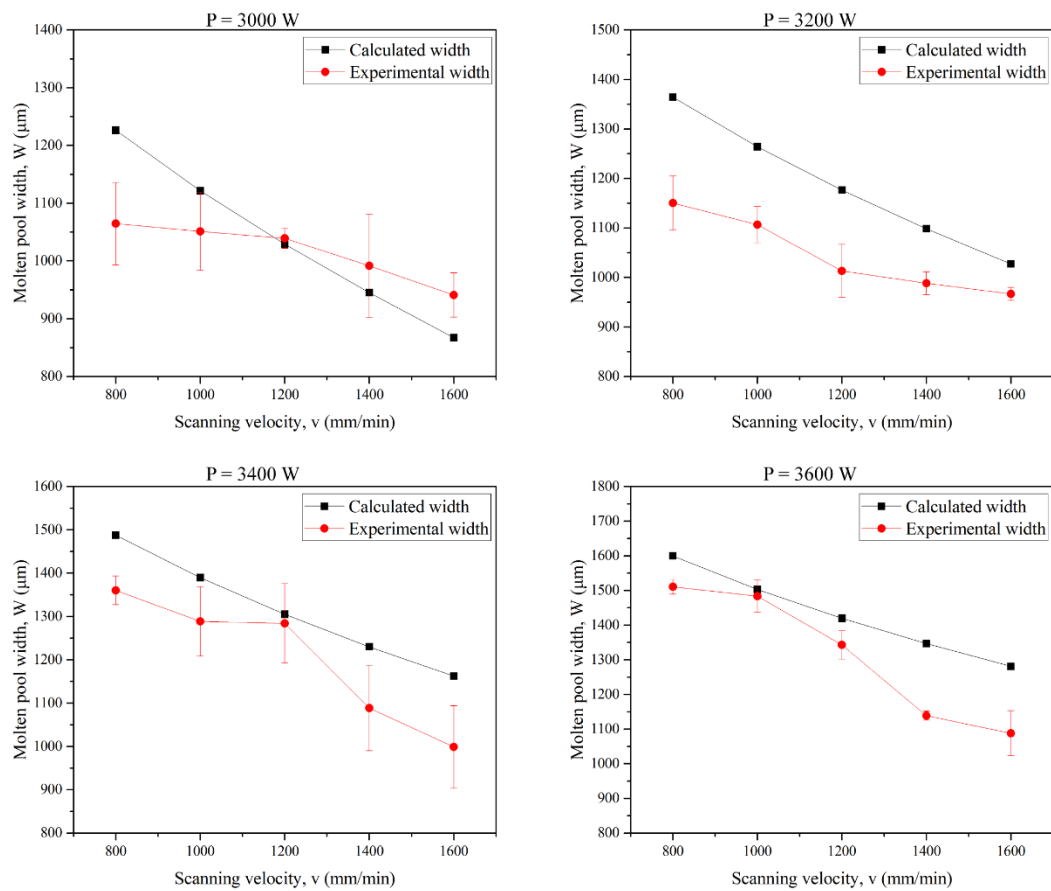 P = 3000 W
Calculated width
Experimental width
Molten pool width, W (μm)
1400
1300
1200
1100
1000
900
800
800 1000 1200 1400 1600
Scanning velocity, v (mm/min)
P = 3200 W
Calculated width
Experimental width
Molten pool width, W (μm)
1500
1400
1300
1200
1100
1000
900
800
800 1000 1200 1400 1600
Scanning velocity, v (mm/min)
P = 3400 W
Calculated width
Experimental width
Molten pool width, W (μm)
1600
1500
1400
1300
1200
1100
1000
900
800
800 1000 1200 1400 1600
Scanning velocity, v (mm/min)
P = 3600 W
Calculated width
Experimental width
Molten pool width, W (μm)
1800
1700
1600
1500
1400
1300
1200
1100
1000
900
800
800 1000 1200 1400 1600
Scanning velocity, v (mm/min)